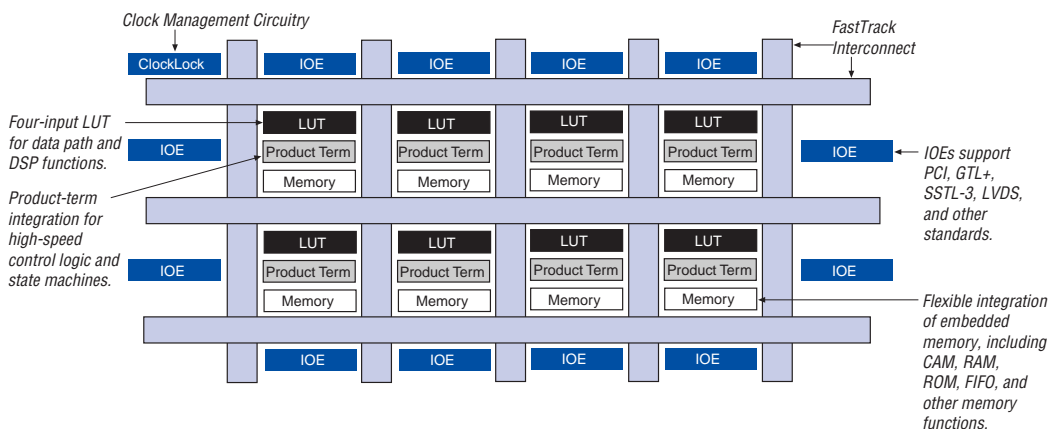 Clock Management Circuitry
FastTrack
Interconnect
ClockLock
IOE
IOE
IOE
IOE
Four-input LUT
for data path and
DSP functions.
LUT
LUT
LUT
LUT
IOE
Product Term
Product Term
Product Term
Product Term
IOE
IOEs support
PCI, GTL+,
SSTL-3, LVDS,
and other
standards.
Memory
Memory
Memory
Memory
Product-term
integration for
high-speed
control logic and
state machines.
LUT
LUT
LUT
LUT
IOE
Product Term
Product Term
Product Term
Product Term
IOE
Memory
Memory
Memory
Memory
Flexible integration
of embedded
memory, including
CAM, RAM,
ROM, FIFO, and
other memory
functions.
IOE
IOE
IOE
IOE